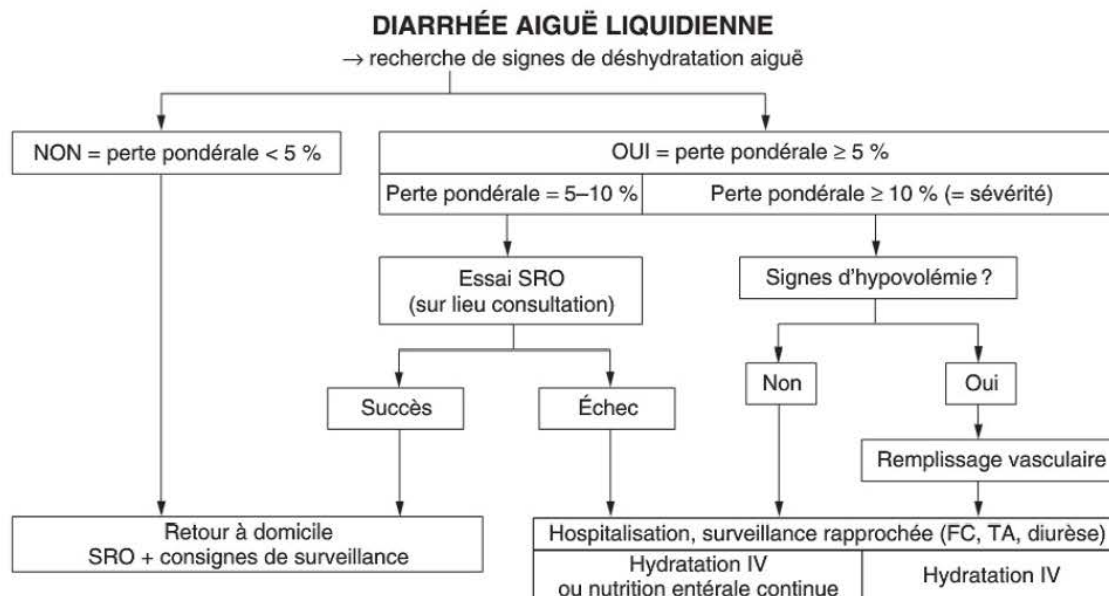 DIARRHÉE AIGUË LIQUIDIENNE
→ recherche de signes de déshydratation aiguë
NON = perte pondérale < 5 %
OUI = perte pondérale ≥ 5 %
Perte pondérale = 5–10 %
Perte pondérale ≥ 10 % (= sévérité)
Essai SRO
(sur lieu consultation)
Signes d'hypovolémie ?
Succès
Échec
Non
Oui
Remplissage vasculaire
Retour à domicile
SRO + consignes de surveillance
Hospitalisation, surveillance rapprochée (FC, TA, diurèse)
Hydratation IV
ou nutrition entérale continue
Hydratation IV